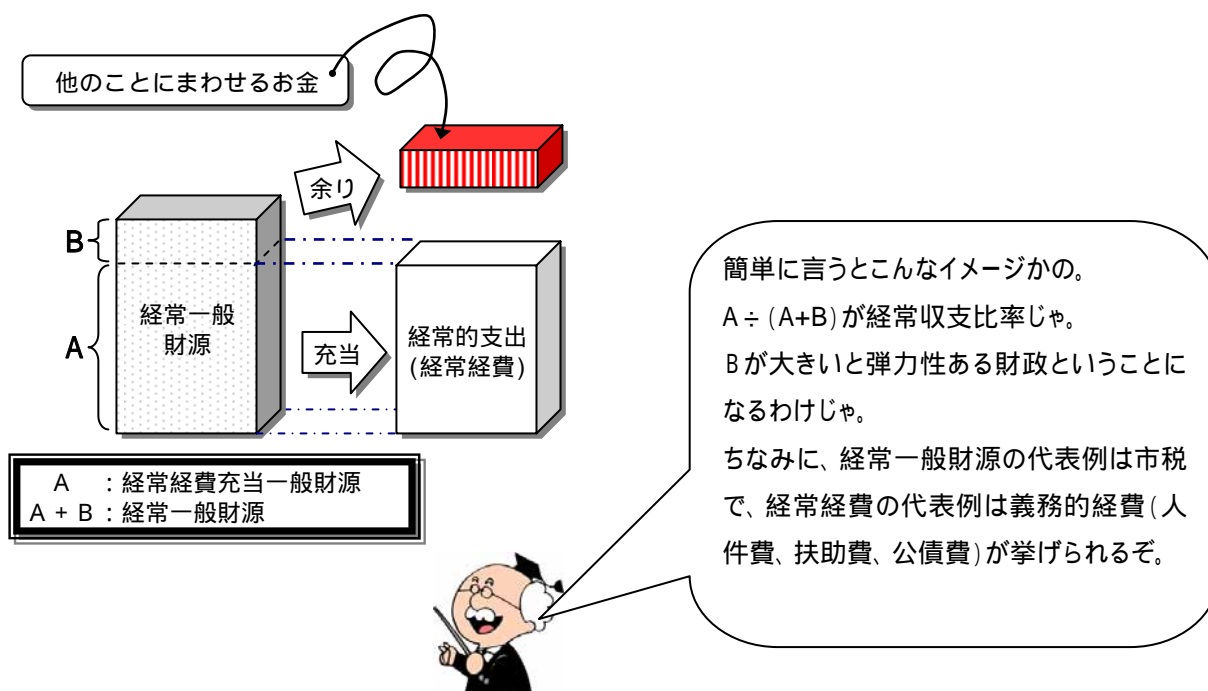 他のことにまわせるお金
余り
B
A
経常一般
財源
充当
経常的支出
(経常経費)
A :経常経費充当一般財源
A + B :経常一般財源
簡単に言うとこんなイメージかの。
A÷(A+B)が経常収支比率じゃ。
Bが大きいと弾力性ある財政ということに
なるわけじゃ。
ちなみに、経常一般財源の代表例は市税
で、経常経費の代表例は義務的経費(人
件費、扶助費、公債費)が挙げられるぞ。